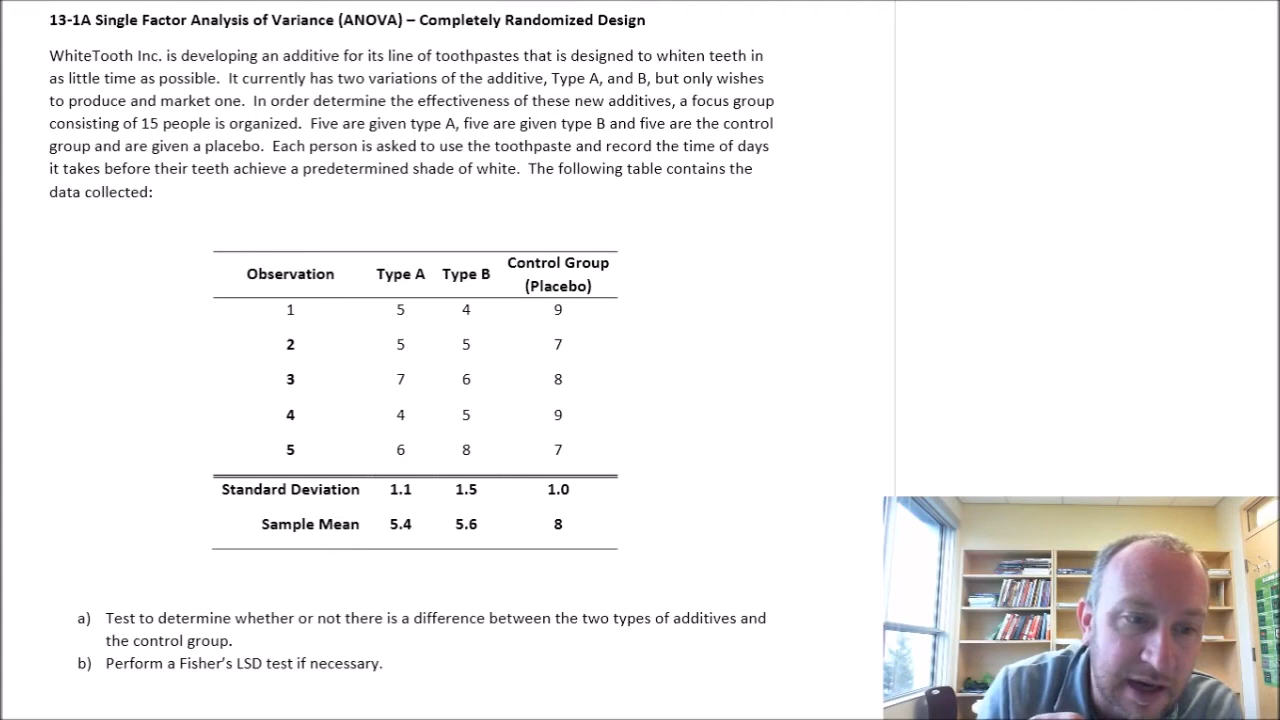 13-1A Single Factor Analysis of Variance (ANOVA) – Completely Randomized Design
WhiteTooth Inc. is developing an additive for its line of toothpastes that is designed to whiten teeth in
as little time as possible. It currently has two variations of the additive, Type A, and B, but only wishes
to produce and market one. In order determine the effectiveness of these new additives, a focus group
consisting of 15 people is organized. Five are given type A, five are given type B and five are the control
group and are given a placebo. Each person is asked to use the toothpaste and record the time of days
it takes before their teeth achieve a predetermined shade of white. The following table contains the
data collected:
Observation Type A Type B Control Group (Placebo)
1 5 4 9
2 5 5 7
3 7 6 8
4 4 5 9
5 6 8 7
Standard Deviation 1.1 1.5 1.0
Sample Mean 5.4 5.6 8
a) Test to determine whether or not there is a difference between the two types of additives and
the control group.
b) Perform a Fisher's LSD test if necessary.